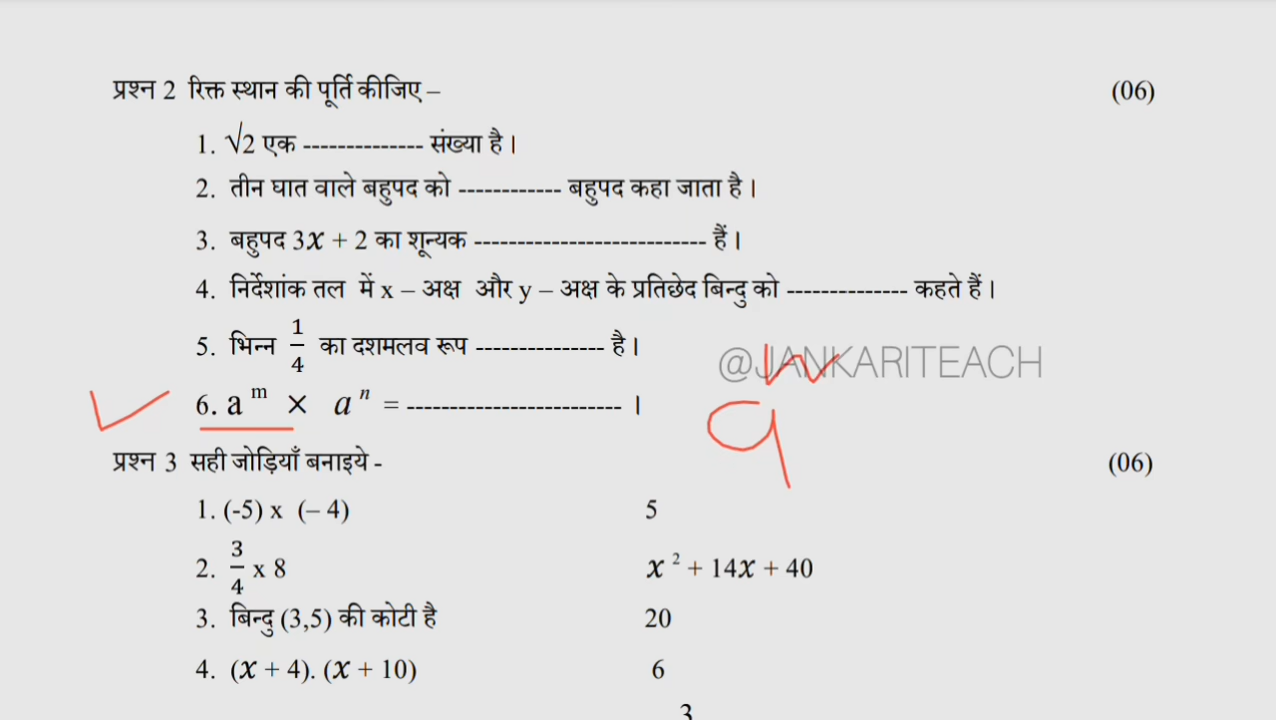 प्रश्न 2 रिक्त स्थान की पूर्ति कीजिए – (06)
1. √2 एक -------------- संख्या है।
2. तीन घात वाले बहुपद को ------------ बहुपद कहा जाता है।
3. बहुपद 3x + 2 का शून्यक --------------------------- हैं।
4. निर्देशांक तल में x – अक्ष और y – अक्ष के प्रतिछेद बिन्दु को -------------- कहते हैं।
5. भिन्न 1/4 का दशमलव रूप --------------- है।
@JANKARITEACH
6. a^m × a^n = ------------------------- ।
प्रश्न 3 सही जोड़ियाँ बनाइये - (06)
1. (-5) x (– 4) 5
2. 3/4 x 8 x² + 14x + 40
3. बिन्दु (3,5) की कोटी है 20
4. (x + 4). (x + 10) 6
3